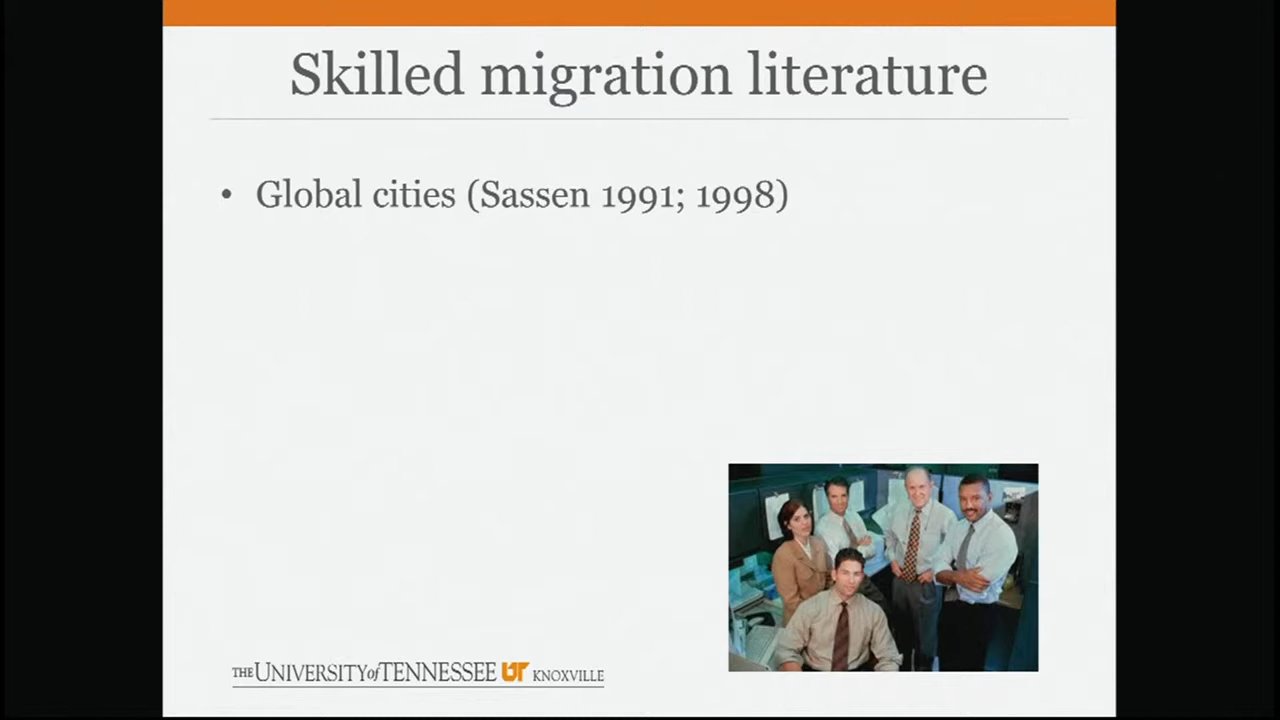 Skilled migration literature
• Global cities (Sassen 1991; 1998)
THE UNIVERSITY of TENNESSEE UT KNOXVILLE